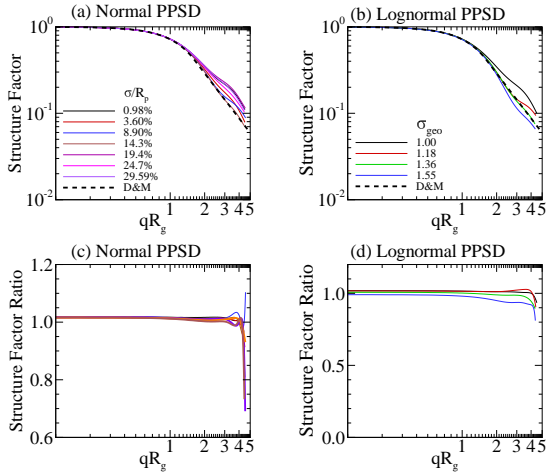 (a) Normal PPSD
(b) Lognormal PPSD
Structure Factor
10^0
10^-1
10^-2
σ/R_p
0.98%
3.60%
8.90%
14.3%
19.4%
24.7%
29.59%
D&M
1 2 3 4 5
qR_g
Structure Factor
10^0
10^-1
10^-2
σ_geo
1.00
1.18
1.36
1.55
D&M
1 2 3 4 5
qR_g
(c) Normal PPSD
(d) Lognormal PPSD
Structure Factor Ratio
1.2
1.0
0.8
0.6
1 2 3 4 5
qR_g
Structure Factor Ratio
1.0
0.5
0.0
1 2 3 4 5
qR_g